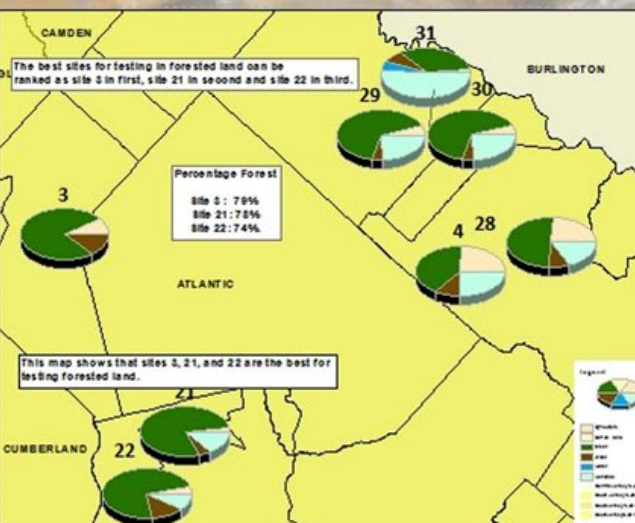 CAMDEN
31
BURLINGTON
The best sites for testing in forested land can be
ranked as site 3 in first, site 21 in second and site 22 in third.
29
30
Percentage Forest
Site 3 : 79%
Site 21 : 78%
Site 22: 74%
3
4
28
ATLANTIC
This map shows that sites 3, 21, and 22 are the best for
testing forested land.
Legend
21
CUMBERLAND
22